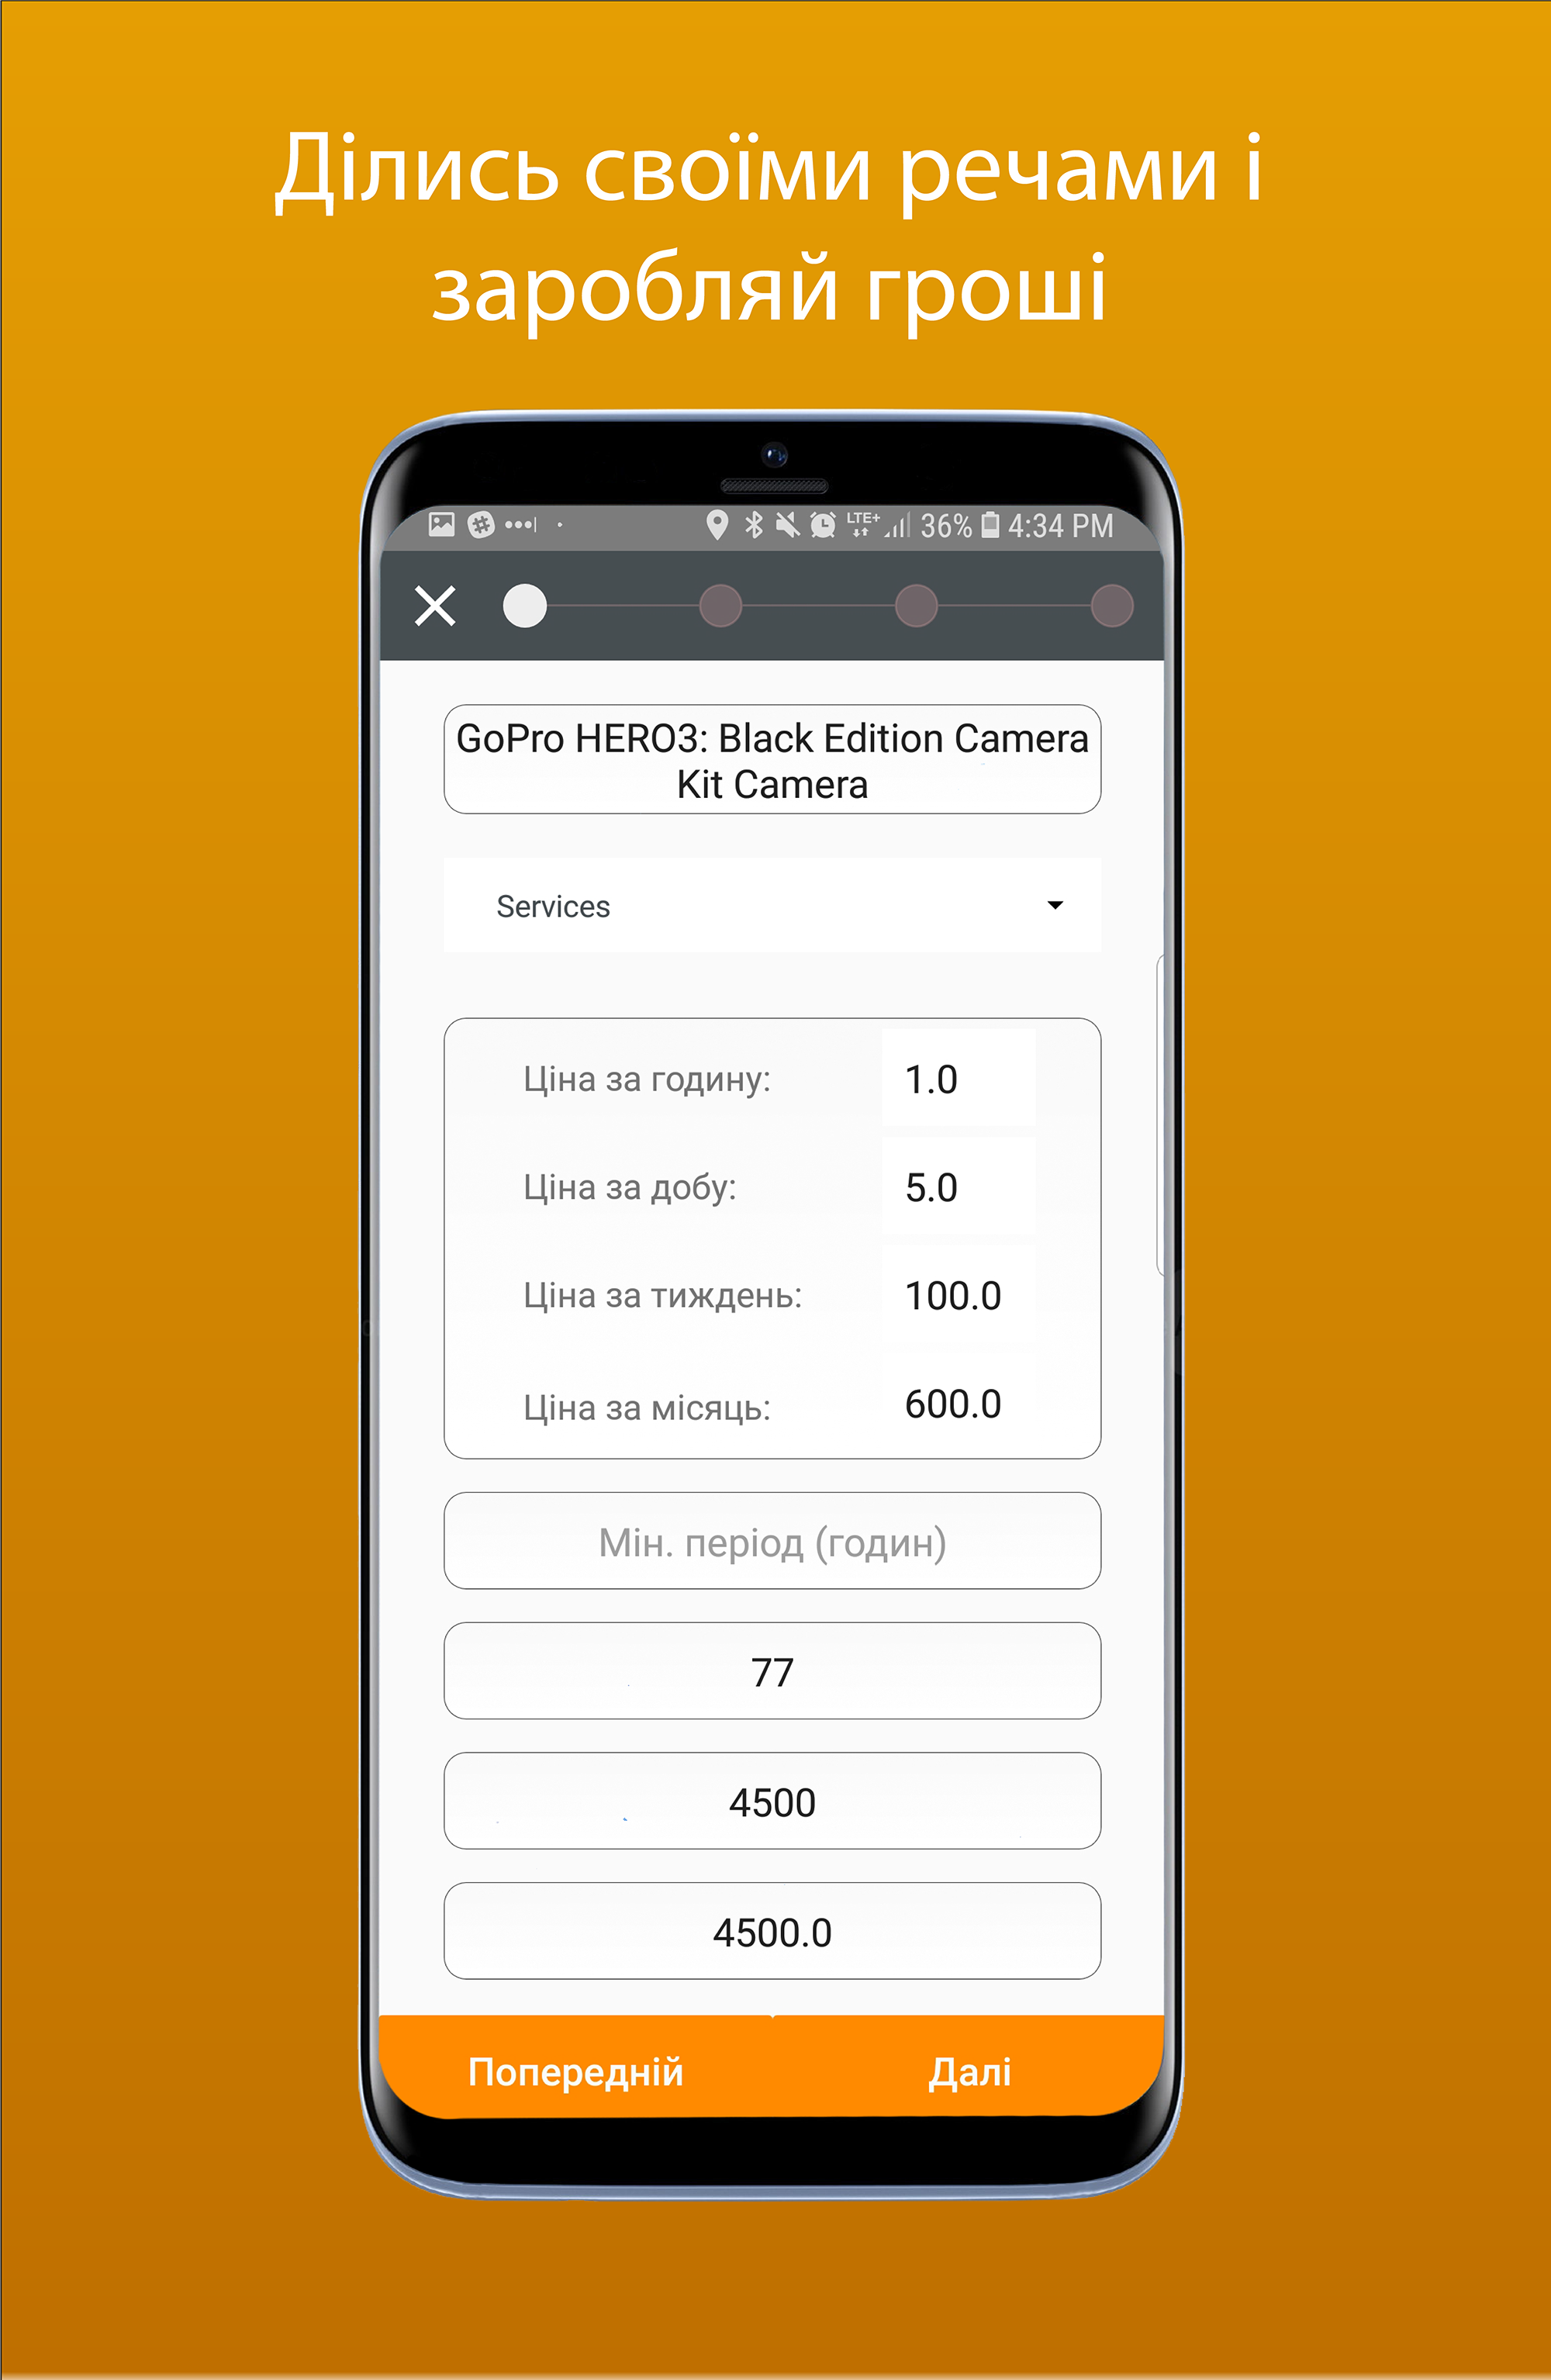 Ділись своїми речами і
заробляй гроші
LTE+ 36% 4:34 PM
GoPro HERO3: Black Edition Camera
Kit Camera
Services
Ціна за годину: 1.0
Ціна за добу: 5.0
Ціна за тиждень: 100.0
Ціна за місяць: 600.0
Мін. період (годин)
77
4500
4500.0
Попередній Далі